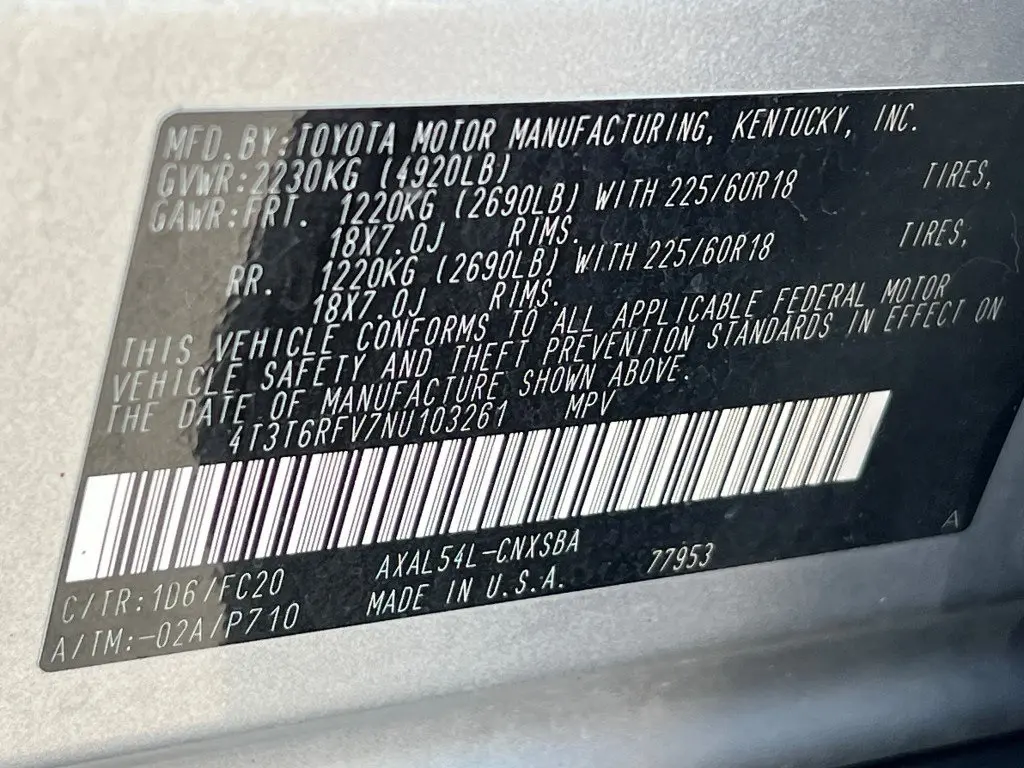 MFD. BY:TOYOTA MOTOR MANUFACTURING, KENTUCKY, INC.
GVWR:2230KG (4920LB)
GAWR:FRT. 1220KG (2690LB) WITH 225/60R18 TIRES,
18X7.0J RIMS.
RR. 1220KG (2690LB) WITH 225/60R18 TIRES,
18X7.0J RIMS.
THIS VEHICLE CONFORMS TO ALL APPLICABLE FEDERAL MOTOR
VEHICLE SAFETY AND THEFT PREVENTION STANDARDS IN EFFECT ON
THE DATE OF MANUFACTURE SHOWN ABOVE.
4T3T6RFV7NU103261 MPV
C/TR:1D6/FC20 AXAL54L-CNXSBA 77953 A
A/TM:-02A/P710 MADE IN U.S.A.